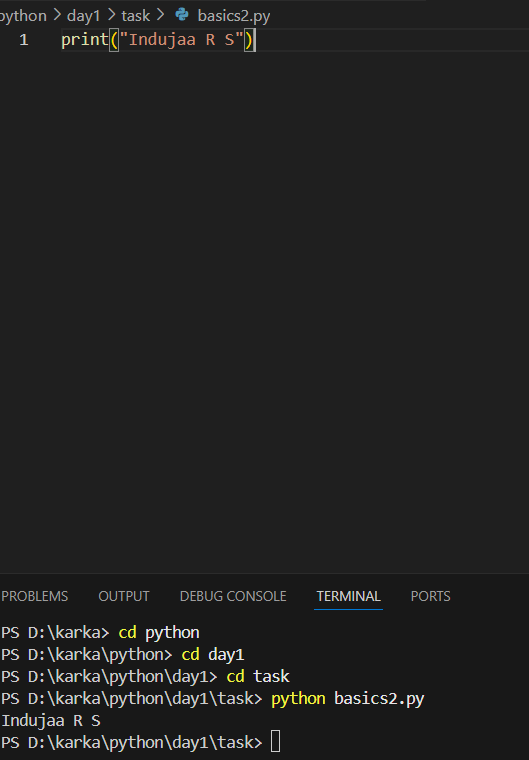 python > day1 > task > basics2.py
1 print("Indujaa R S")
PROBLEMS OUTPUT DEBUG CONSOLE TERMINAL PORTS
PS D:\karka> cd python
PS D:\karka\python> cd day1
PS D:\karka\python\day1> cd task
PS D:\karka\python\day1\task> python basics2.py
Indujaa R S
PS D:\karka\python\day1\task>